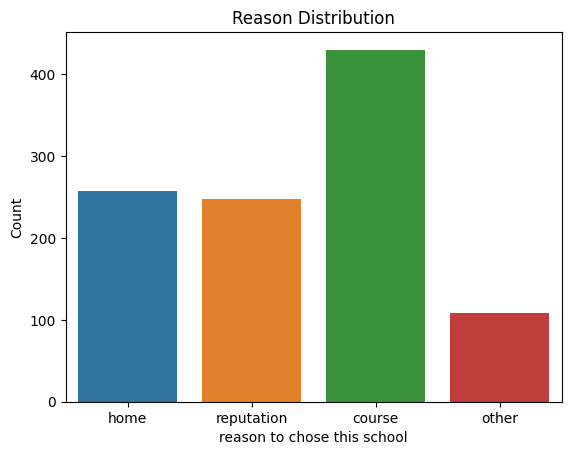 Reason Distribution
400
300
200
100
0
Count
home reputation course other
reason to chose this school